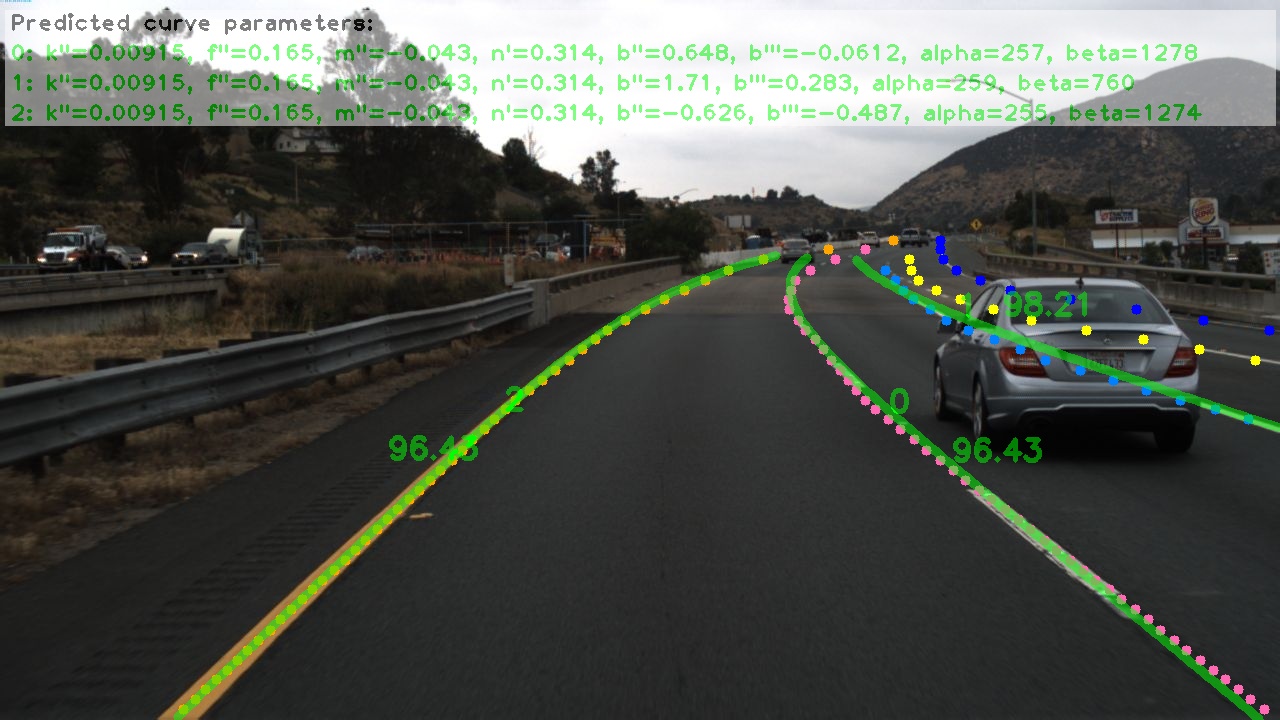 Predicted curve parameters:
0: k''=0.00915, f''=0.165, m''=-0.043, n'=0.314, b''=0.648, b'''=-0.0612, alpha=257, beta=1278
1: k''=0.00915, f''=0.165, m''=-0.043, n'=0.314, b''=1.71, b'''=0.283, alpha=259, beta=760
2: k''=0.00915, f''=0.165, m''=-0.043, n'=0.314, b''=-0.626, b'''=-0.487, alpha=255, beta=1274
KING
1 98.21
2
0
96.43